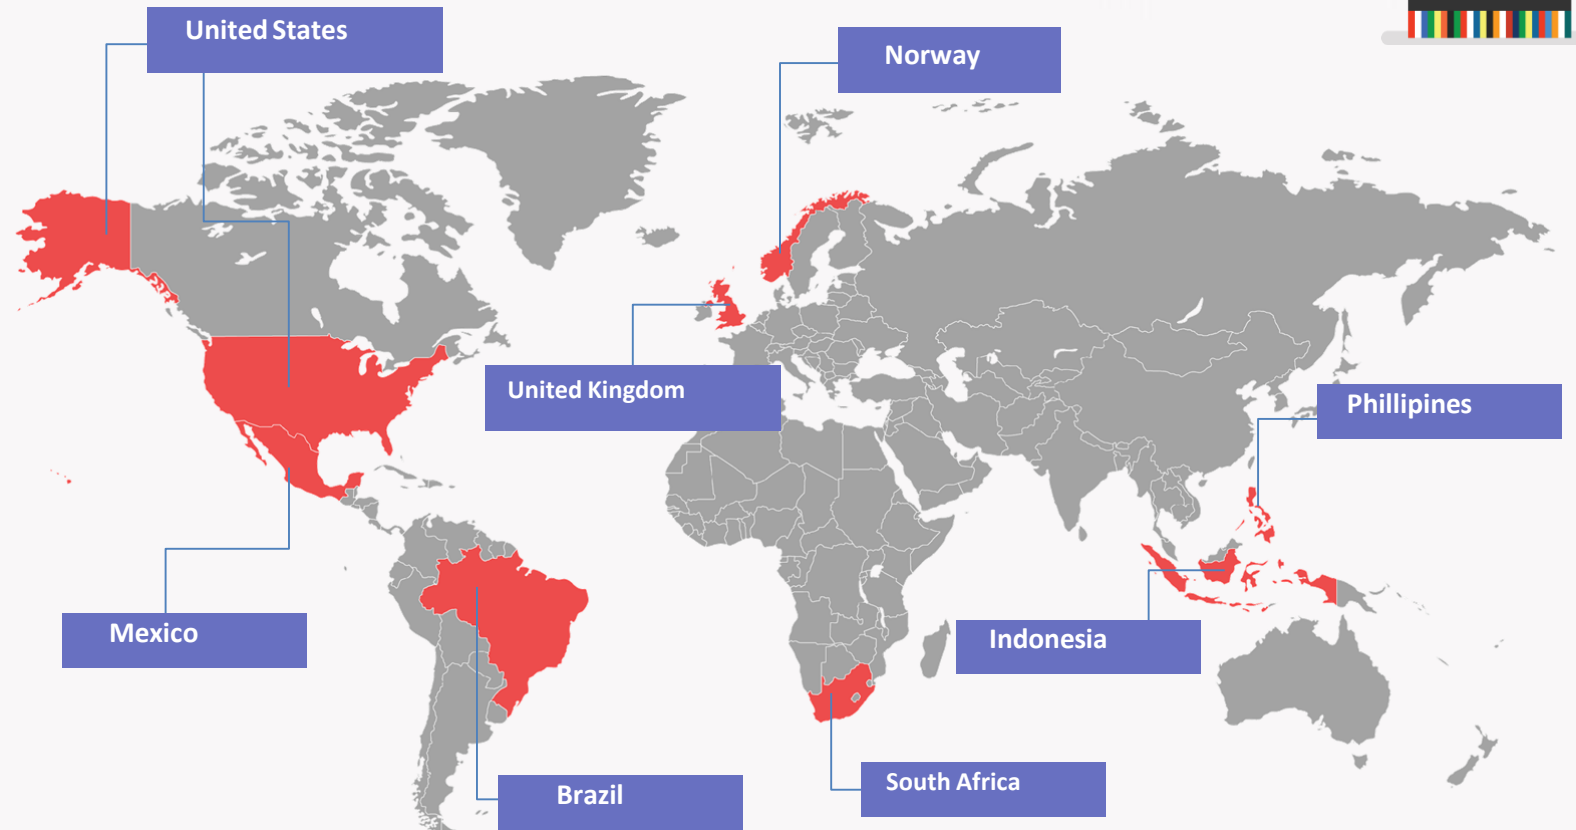 United States
Norway
United Kingdom
Phillipines
Mexico
Indonesia
Brazil
South Africa